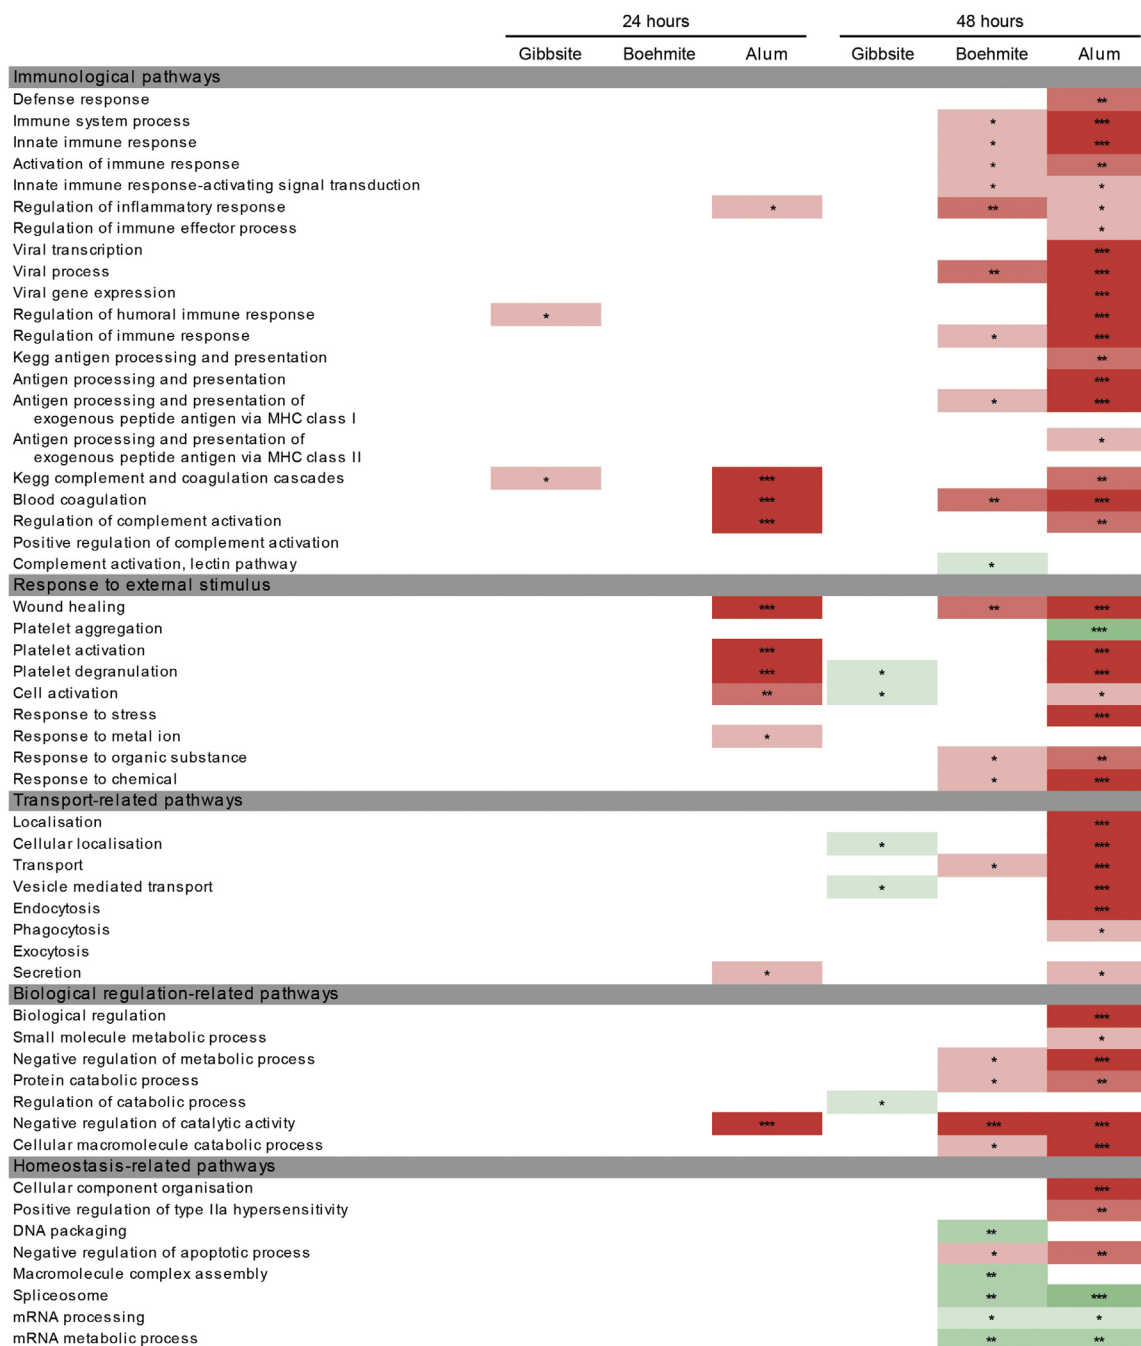 24 hours 48 hours
Gibbsite Boehmite Alum Gibbsite Boehmite Alum
Immunological pathways
Defense response **
Immune system process * ***
Innate immune response * ***
Activation of immune response * **
Innate immune response-activating signal transduction * *
Regulation of inflammatory response * ** *
Regulation of immune effector process *
Viral transcription ***
Viral process ** ***
Viral gene expression ***
Regulation of humoral immune response * ***
Regulation of immune response * ***
Kegg antigen processing and presentation **
Antigen processing and presentation ***
Antigen processing and presentation of * ***
exogenous peptide antigen via MHC class I
Antigen processing and presentation of *
exogenous peptide antigen via MHC class II
Kegg complement and coagulation cascades * *** **
Blood coagulation *** ** ***
Regulation of complement activation *** **
Positive regulation of complement activation
Complement activation, lectin pathway *
Response to external stimulus
Wound healing *** ** ***
Platelet aggregation ***
Platelet activation *** ***
Platelet degranulation *** * ***
Cell activation ** * *
Response to stress ***
Response to metal ion *
Response to organic substance * **
Response to chemical * ***
Transport-related pathways
Localisation ***
Cellular localisation * ***
Transport * ***
Vesicle mediated transport * ***
Endocytosis ***
Phagocytosis *
Exocytosis
Secretion * *
Biological regulation-related pathways
Biological regulation ***
Small molecule metabolic process *
Negative regulation of metabolic process * ***
Protein catabolic process * **
Regulation of catabolic process *
Negative regulation of catalytic activity *** *** ***
Cellular macromolecule catabolic process * ***
Homeostasis-related pathways
Cellular component organisation ***
Positive regulation of type IIa hypersensitivity **
DNA packaging **
Negative regulation of apoptotic process * **
Macromolecule complex assembly **
Spliceosome ** ***
mRNA processing * *
mRNA metabolic process ** **